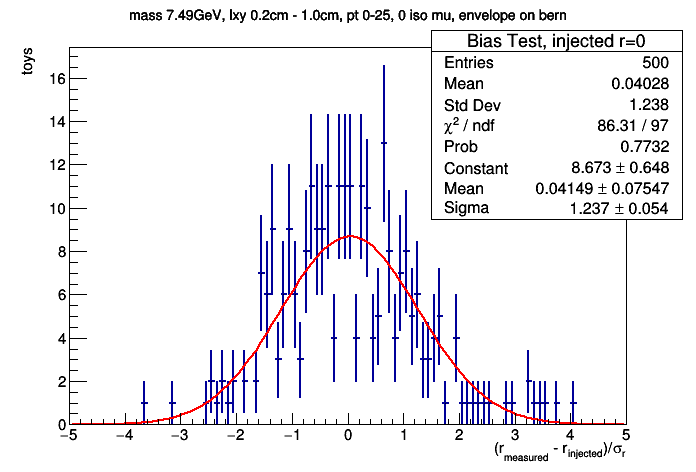 mass 7.49GeV, lxy 0.2cm - 1.0cm, pt 0-25, 0 iso mu, envelope on bern
Bias Test, injected r=0
Entries 500
Mean 0.04028
Std Dev 1.238
χ² / ndf 86.31 / 97
Prob 0.7732
Constant 8.673 ± 0.648
Mean 0.04149 ± 0.07547
Sigma 1.237 ± 0.054
toys
16
14
12
10
8
6
4
2
0
−5 −4 −3 −2 −1 0 1 2 3 4 5
(r_measured - r_injected)/σ_r